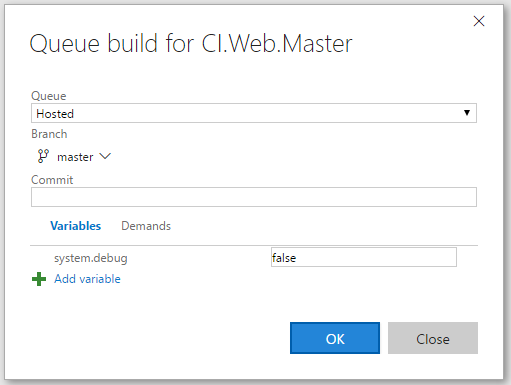 Queue build for CI.Web.Master
Queue
Hosted
Branch
master
Commit
Variables Demands
system.debug false
Add variable
OK Close